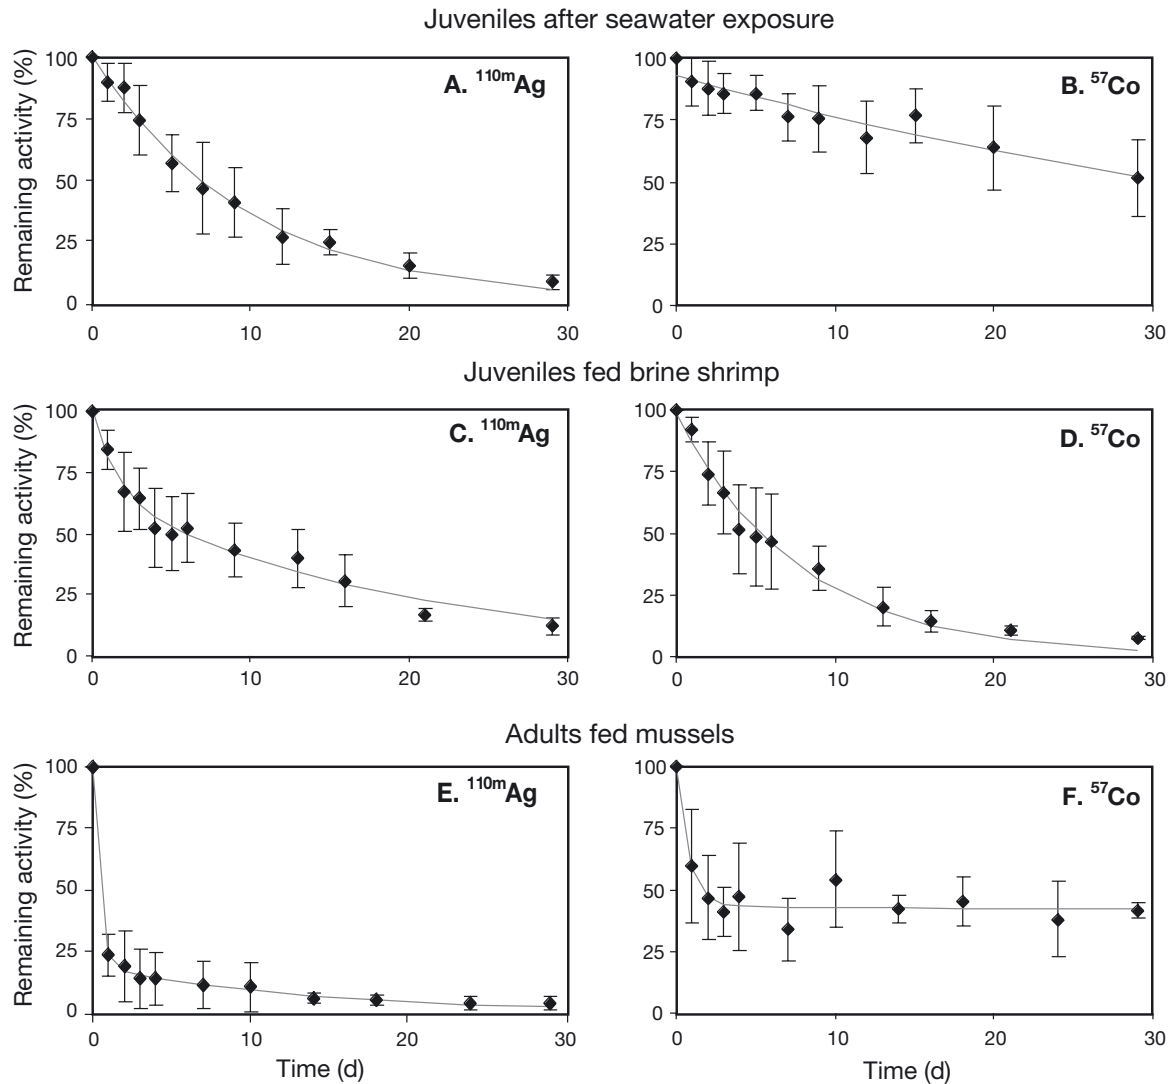 Juveniles after seawater exposure
Remaining activity (%)
100
75
50
25
0
A. 110mAg
0 10 20 30
100
75
50
25
0
B. 57Co
0 10 20 30
Juveniles fed brine shrimp
Remaining activity (%)
100
75
50
25
0
C. 110mAg
0 10 20 30
100
75
50
25
0
D. 57Co
0 10 20 30
Adults fed mussels
Remaining activity (%)
100
75
50
25
0
E. 110mAg
0 10 20 30
Time (d)
100
75
50
25
0
F. 57Co
0 10 20 30
Time (d)